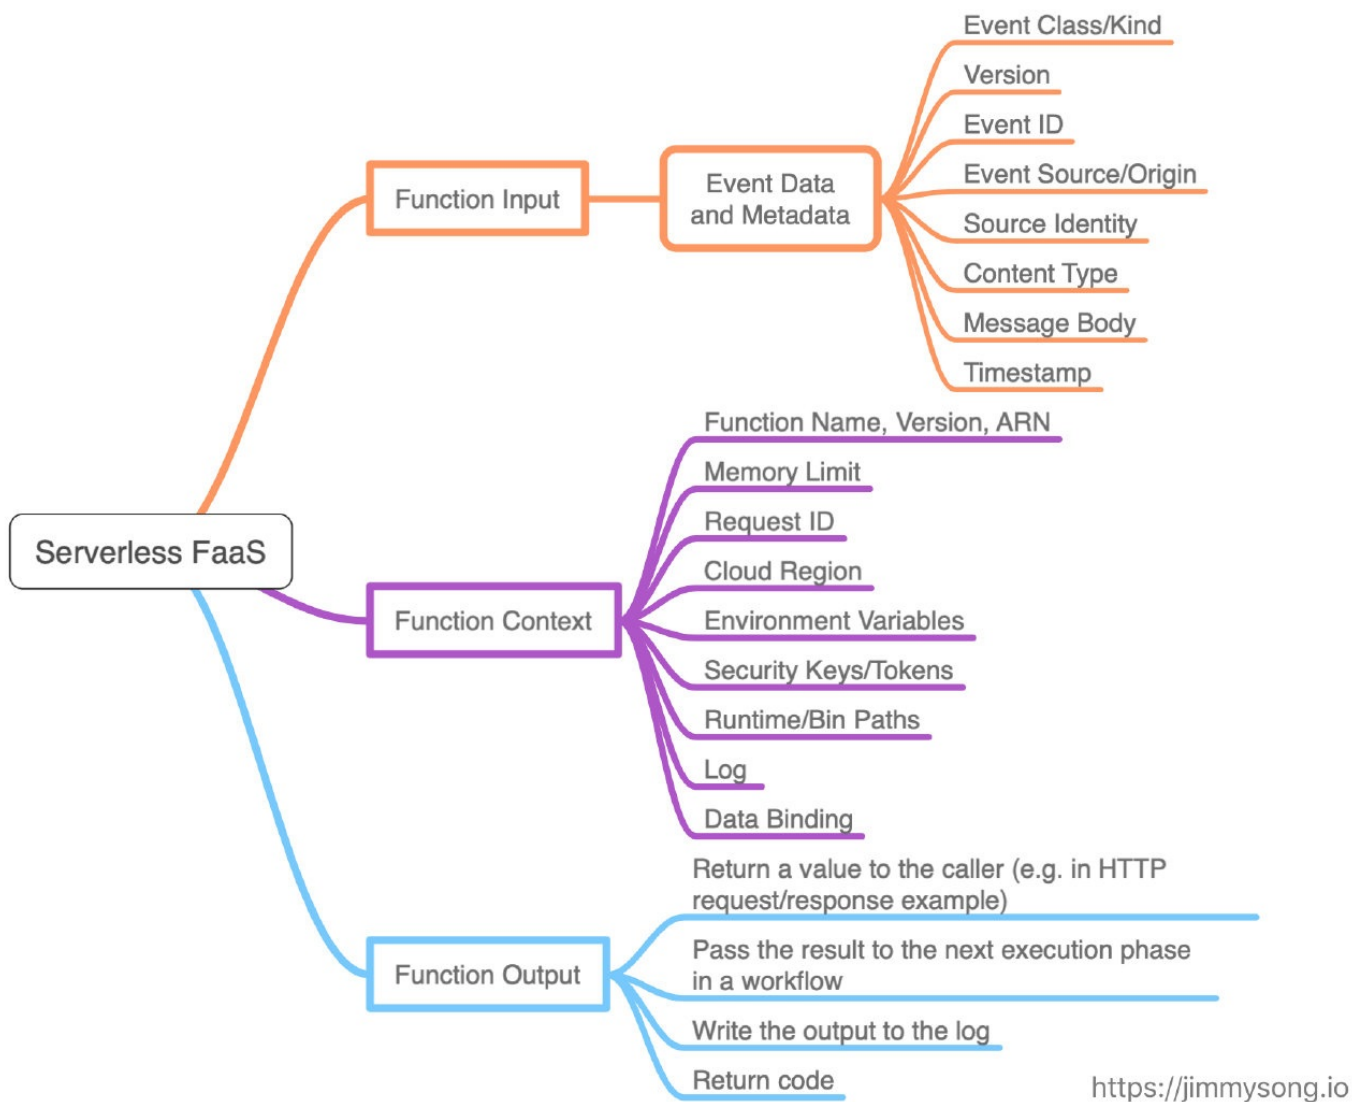 Serverless FaaS
Function Input
Event Data
and Metadata
Event Class/Kind
Version
Event ID
Event Source/Origin
Source Identity
Content Type
Message Body
Timestamp
Function Context
Function Name, Version, ARN
Memory Limit
Request ID
Cloud Region
Environment Variables
Security Keys/Tokens
Runtime/Bin Paths
Log
Data Binding
Function Output
Return a value to the caller (e.g. in HTTP
request/response example)
Pass the result to the next execution phase
in a workflow
Write the output to the log
Return code
https://jimmysong.io